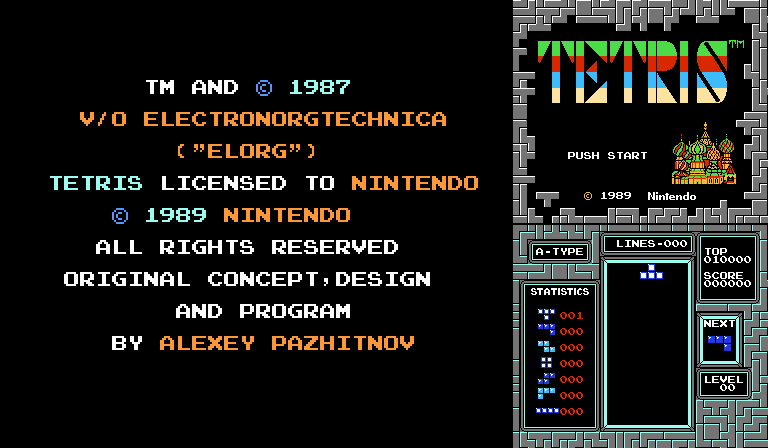 TM AND © 1987
V/O ELECTRONORGTECHNICA
("ELORG")
TETRIS LICENSED TO NINTENDO
© 1989 NINTENDO
ALL RIGHTS RESERVED
ORIGINAL CONCEPT,DESIGN
AND PROGRAM
BY ALEXEY PAZHITNOV
TETRIS™
PUSH START
© 1989 Nintendo
A-TYPE
LINES-000
TOP
010000
SCORE
000000
STATISTICS
001
000
000
000
000
000
000
NEXT
LEVEL
00